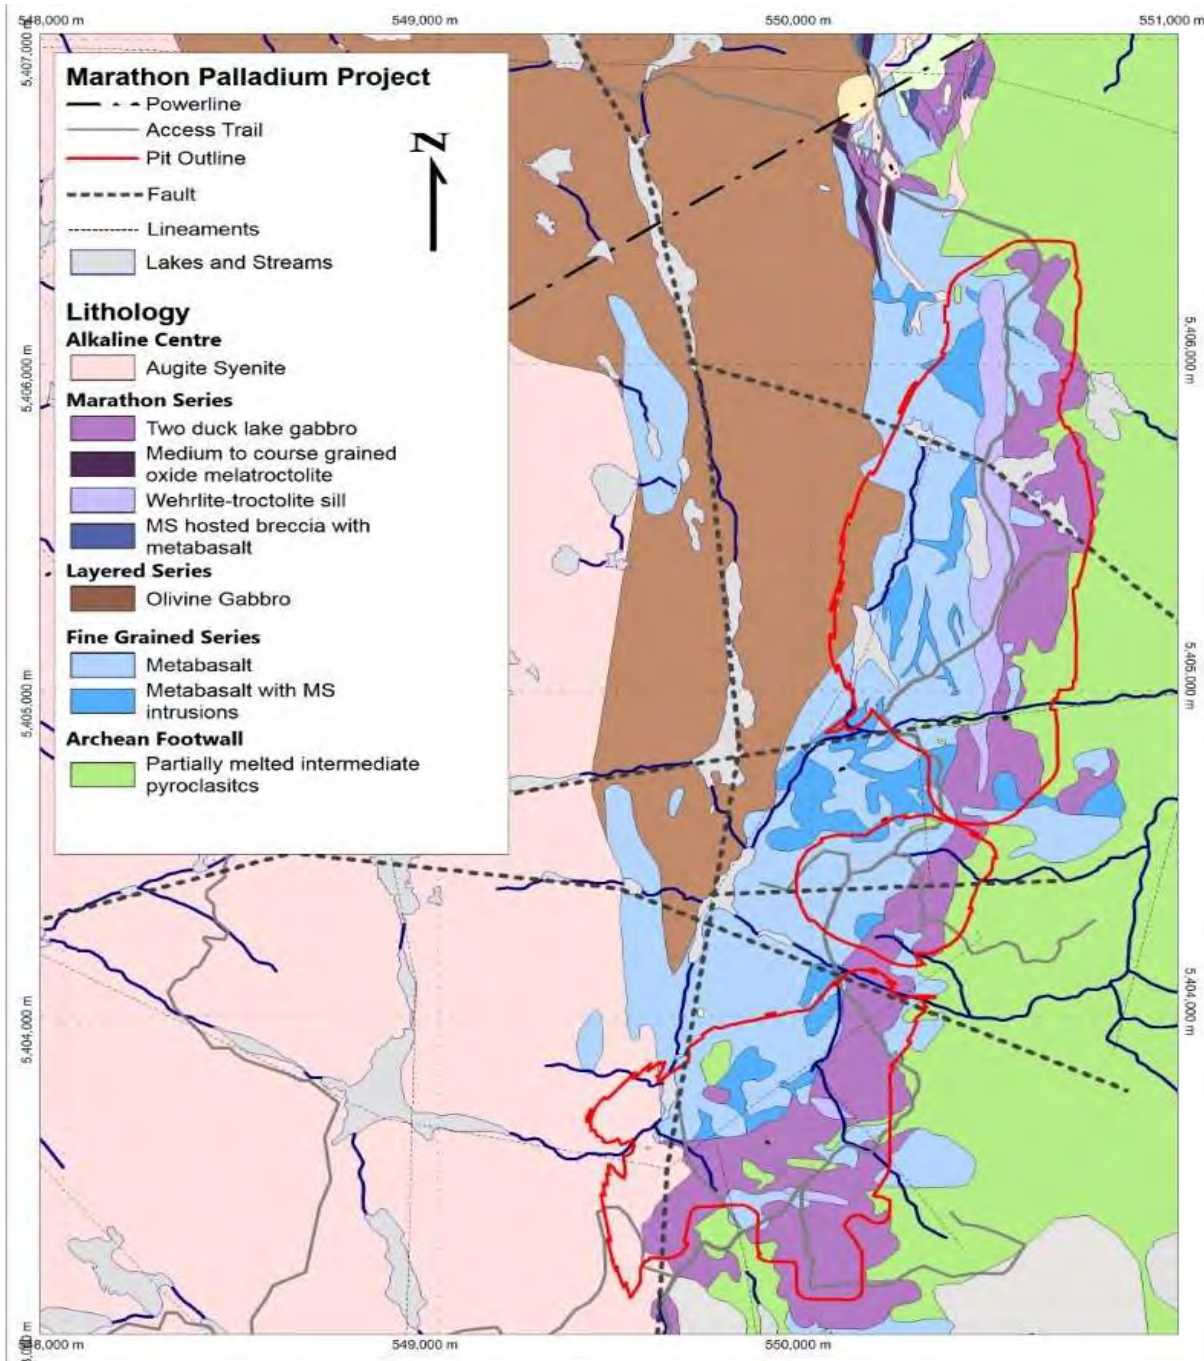 548,000 m
549,000 m
550,000 m
551,000 m
5,407,000 m
Marathon Palladium Project
Powerline
Access Trail
Pit Outline
Fault
Lineaments
Lakes and Streams
N
Lithology
Alkaline Centre
Augite Syenite
Marathon Series
Two duck lake gabbro
Medium to course grained
oxide melatroctolite
Wehrlite-troctolite sill
MS hosted breccia with
metabasalt
Layered Series
Olivine Gabbro
Fine Grained Series
Metabasalt
Metabasalt with MS
intrusions
Archean Footwall
Partially melted intermediate
pyroclasitcs
5,406,000 m
5,406,000 m
5,405,000 m
5,405,000 m
5,404,000 m
5,404,000 m
548,000 m
549,000 m
550,000 m